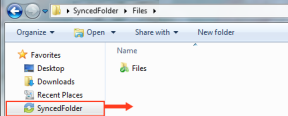 SyncedFolder ▸ Files ▸
Organize ▾ Open ▾ Share with ▾ New folder
Favorites
Desktop
Downloads
Recent Places
SyncedFolder
Name
Files